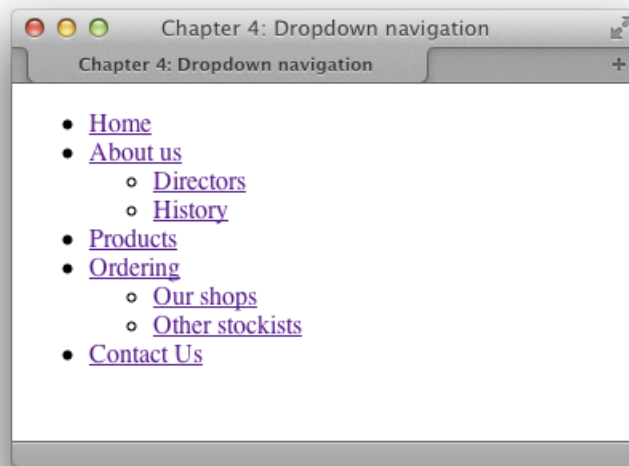 Chapter 4: Dropdown navigation
Chapter 4: Dropdown navigation
Home
About us
Directors
History
Products
Ordering
Our shops
Other stockists
Contact Us